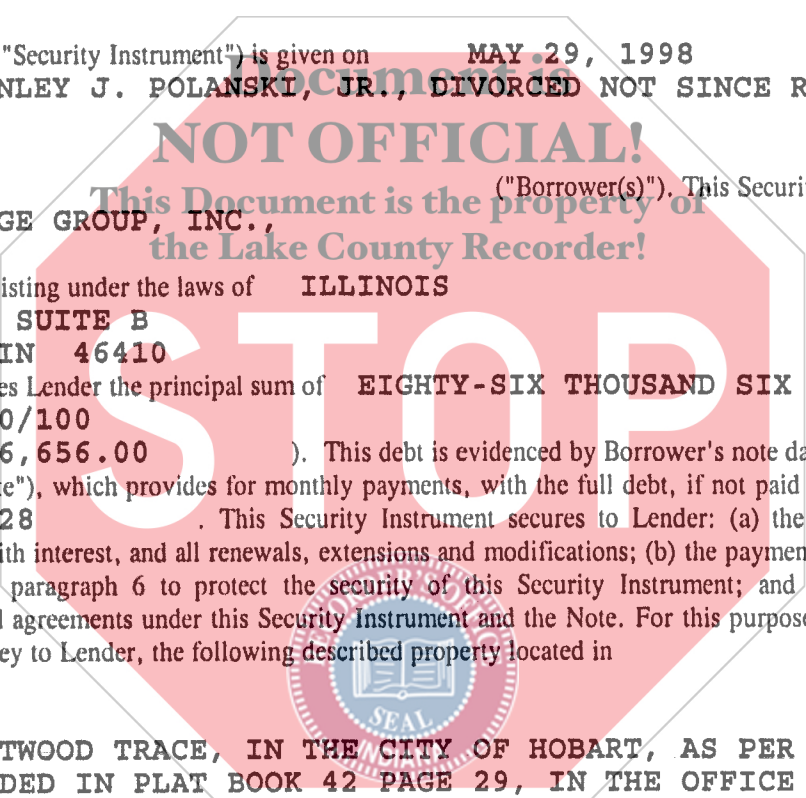 "Security Instrument") is given on MAY 29, 1998
NLEY J. POLANSKI, JR., DIVORCED NOT SINCE R
Document is
NOT OFFICIAL!
("Borrower(s)"). This Securi
This Document is the property of
GE GROUP, INC.,
the Lake County Recorder!
isting under the laws of ILLINOIS
SUITE B
IN 46410
es Lender the principal sum of EIGHTY-SIX THOUSAND SIX
0/100
6,656.00 ). This debt is evidenced by Borrower's note da
e"), which provides for monthly payments, with the full debt, if not paid
28 . This Security Instrument secures to Lender: (a) the
ith interest, and all renewals, extensions and modifications; (b) the paymen
paragraph 6 to protect the security of this Security Instrument; and
l agreements under this Security Instrument and the Note. For this purpose
ey to Lender, the following described property located in
TWOOD TRACE, IN THE CITY OF HOBART, AS PER
DED IN PLAT BOOK 42 PAGE 29, IN THE OFFICE
STOP
SEAL
INDIANA